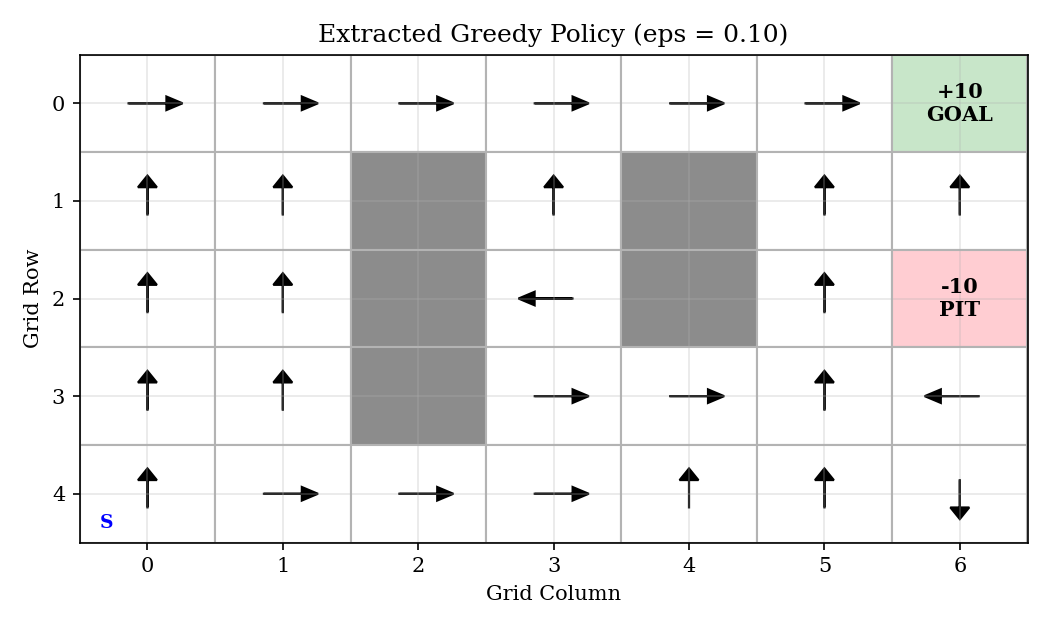 Extracted Greedy Policy (eps = 0.10)
Grid Row
0
+10
GOAL
1
2
-10
PIT
3
4
S
0 1 2 3 4 5 6
Grid Column